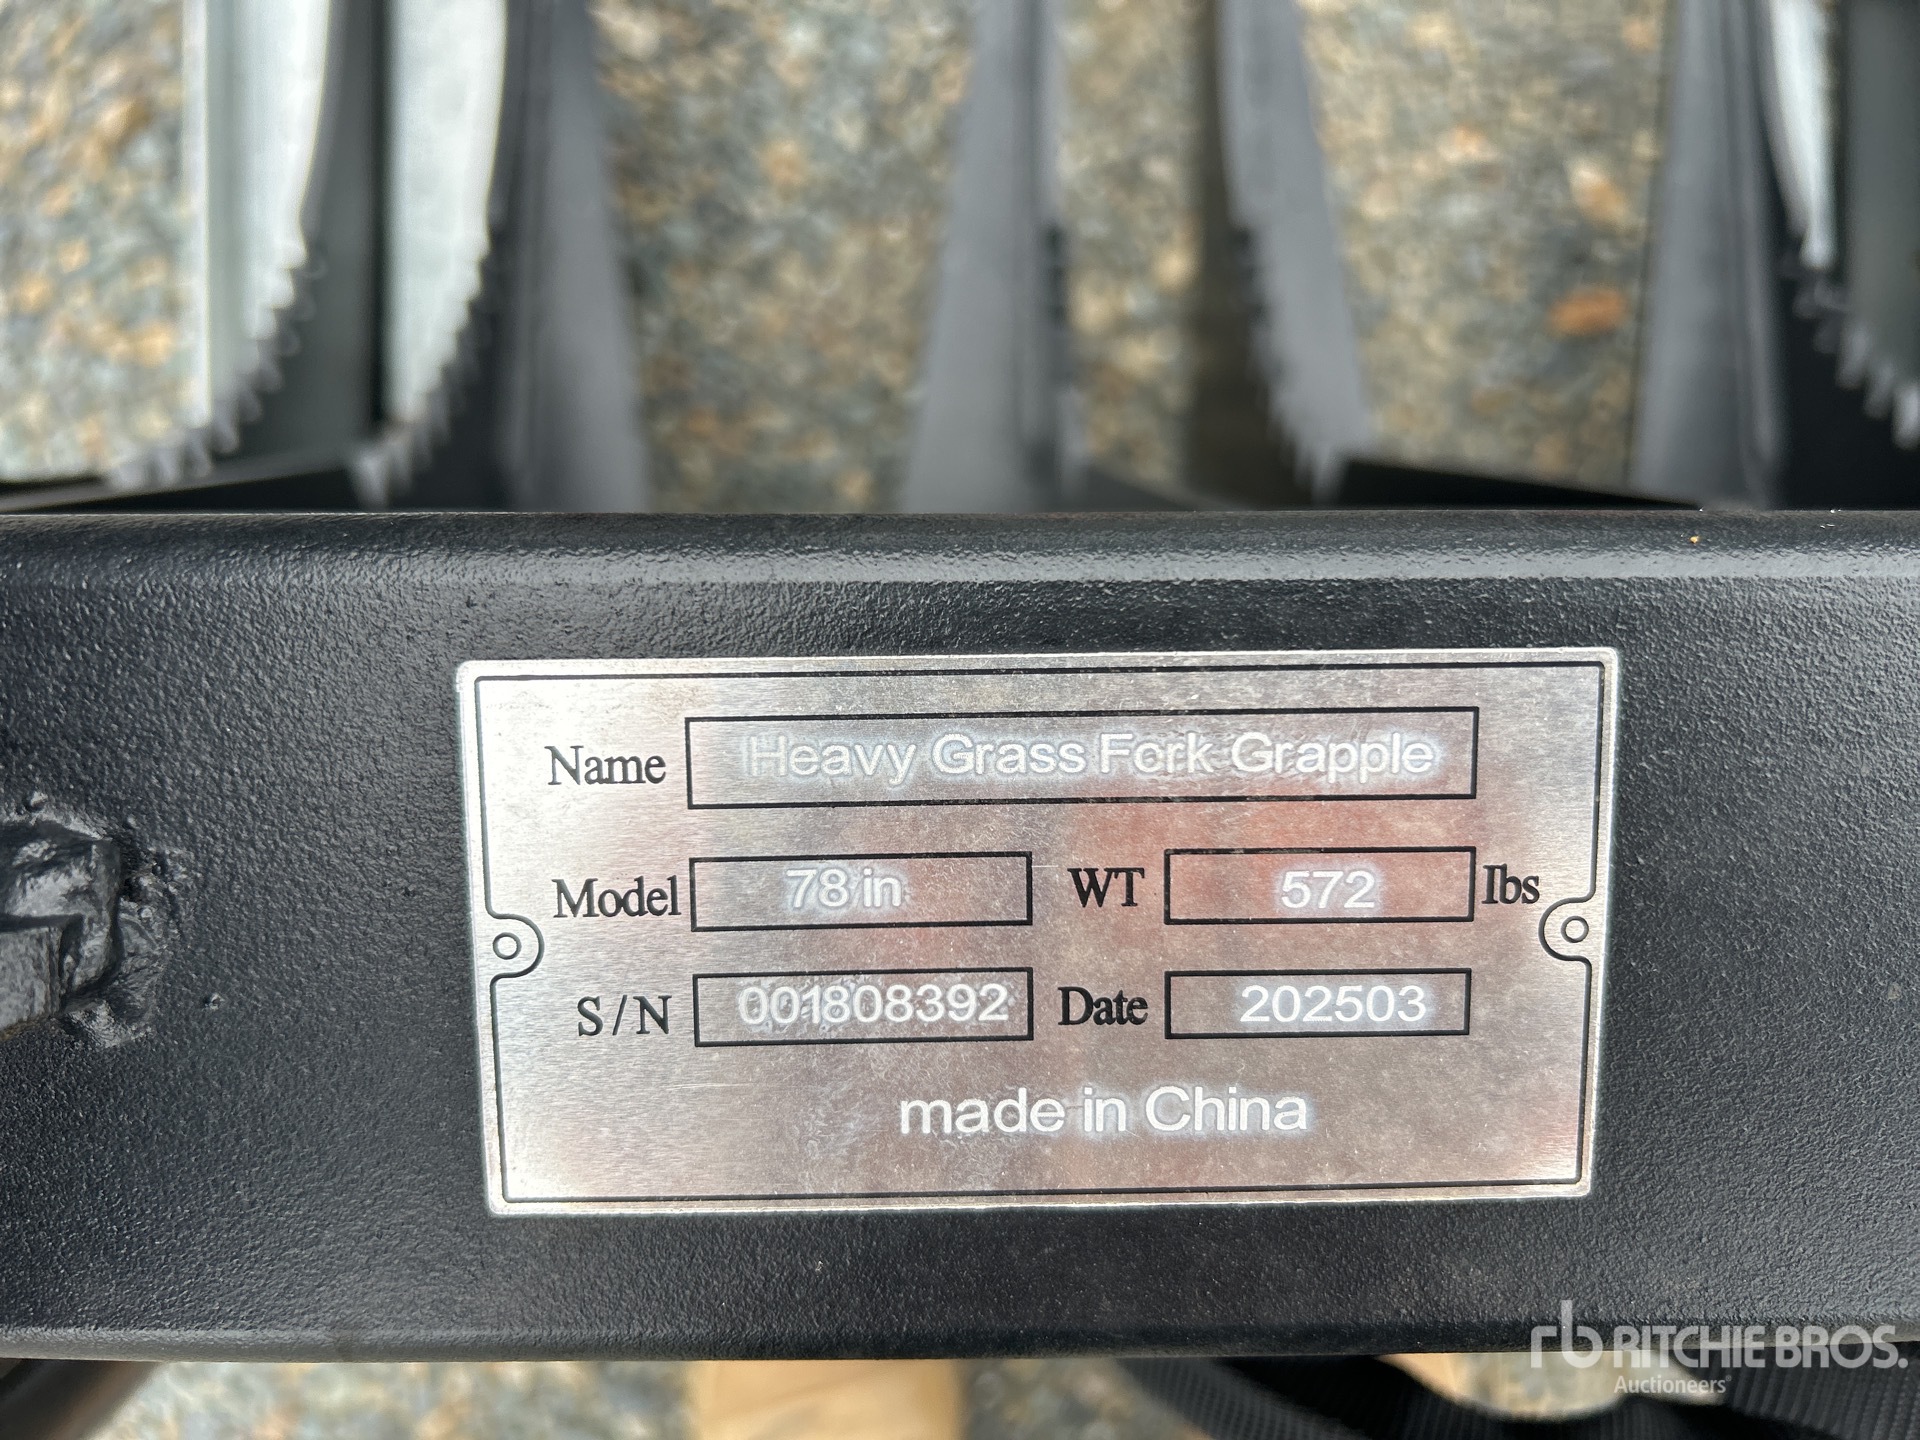 Name Heavy Grass Fork Grapple
Model 78 in WT 572 lbs
S/N 001808392 Date 202503
made in China
rb RITCHIE BROS.
Auctioneers